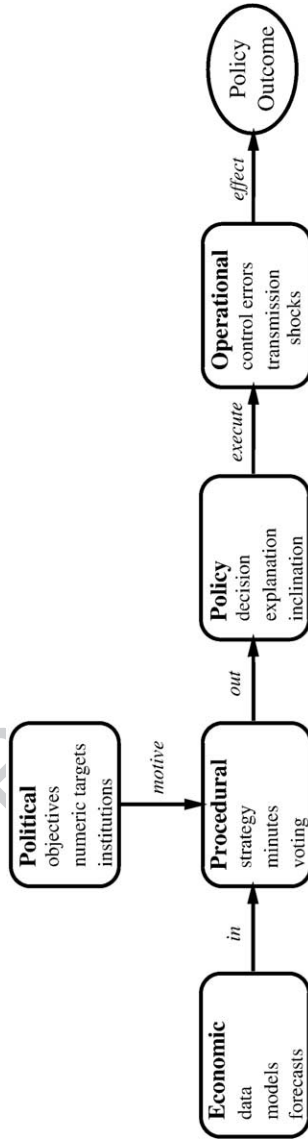 Political
objectives
numeric targets
institutions
motive
Economic
data
models
forecasts
in
Procedural
strategy
minutes
voting
out
Policy
decision
explanation
inclination
execute
Operational
control errors
transmission
shocks
effect
Policy
Outcome